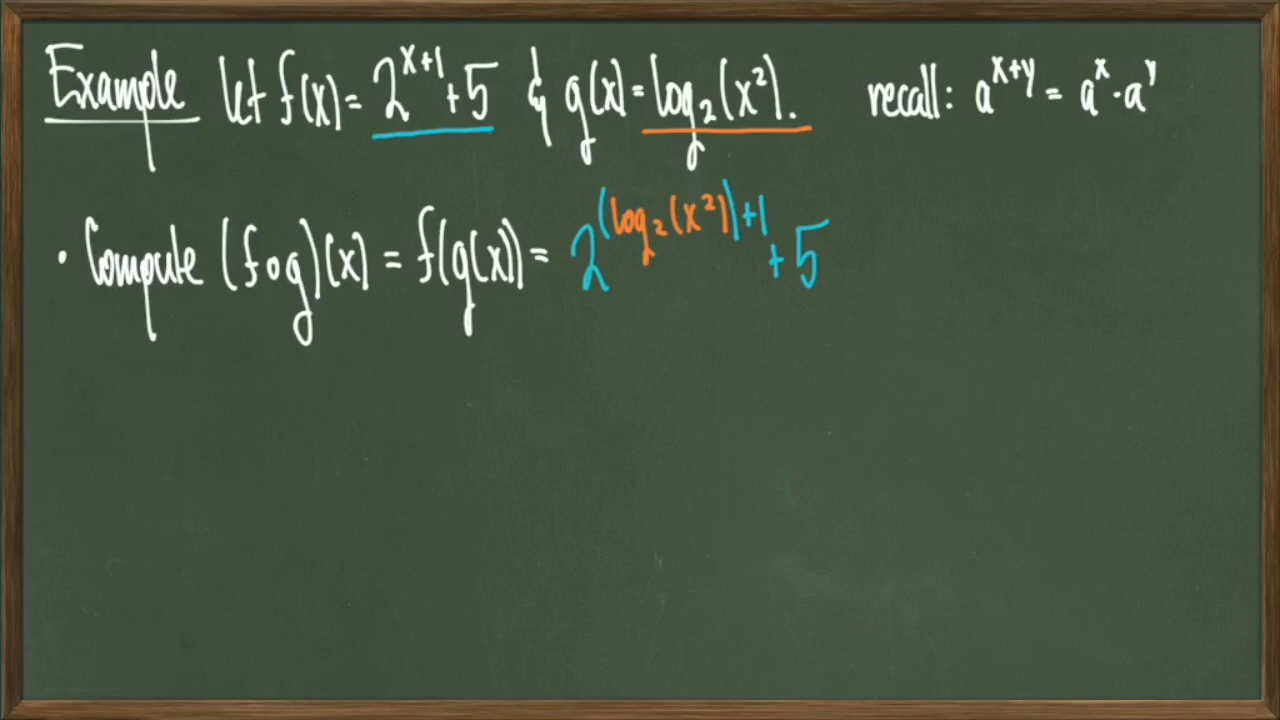 Example let f(x) = 2^{x+1} + 5 & g(x) = log₂(x²). recall: a^{x+y} = a^x · a^y
• Compute (f∘g)(x) = f(g(x)) = 2^{(log₂(x²))+1} + 5